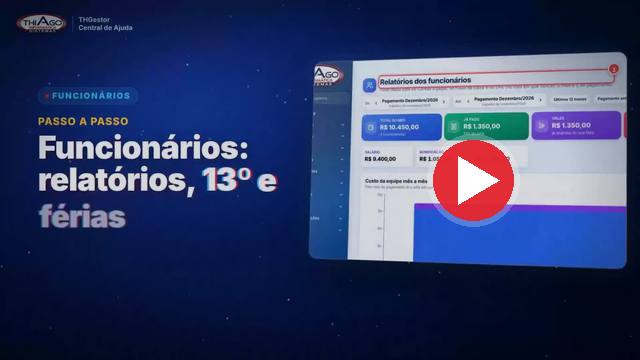 THIAGO
SISTEMAS
THGestor
Central de Ajuda
FUNCIONÁRIOS
PASSO A PASSO
Funcionários:
relatórios, 13º e
férias
Relatórios dos funcionários
De
Pagamento Dezembro/2026
Até
Pagamento Dezembro/2026
Últimos 12 meses
TOTAL DO MÊS
R$ 10.450,00
JÁ PAGO
R$ 1.350,00
VALES
R$ 1.350,00
SALÁRIO
R$ 9.400,00
Custo da equipe mês a mês